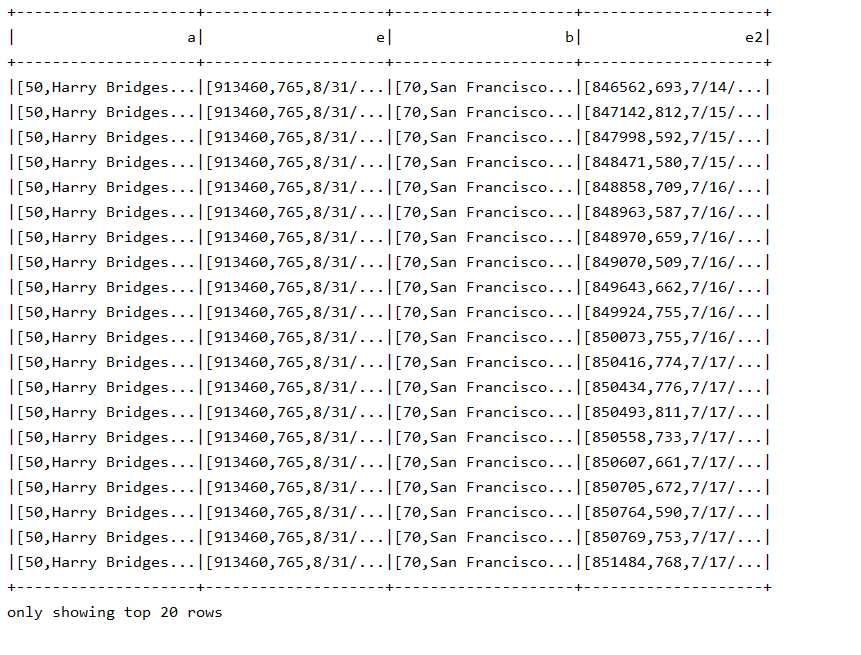 +--------------------+--------------------+--------------------+--------------------+
|                   a|                   e|                   b|                  e2|
+--------------------+--------------------+--------------------+--------------------+
|[50,Harry Bridges...|[913460,765,8/31/...|[70,San Francisco...|[846562,693,7/14/...|
|[50,Harry Bridges...|[913460,765,8/31/...|[70,San Francisco...|[847142,812,7/15/...|
|[50,Harry Bridges...|[913460,765,8/31/...|[70,San Francisco...|[847998,592,7/15/...|
|[50,Harry Bridges...|[913460,765,8/31/...|[70,San Francisco...|[848471,580,7/15/...|
|[50,Harry Bridges...|[913460,765,8/31/...|[70,San Francisco...|[848858,709,7/16/...|
|[50,Harry Bridges...|[913460,765,8/31/...|[70,San Francisco...|[848963,587,7/16/...|
|[50,Harry Bridges...|[913460,765,8/31/...|[70,San Francisco...|[848970,659,7/16/...|
|[50,Harry Bridges...|[913460,765,8/31/...|[70,San Francisco...|[849070,509,7/16/...|
|[50,Harry Bridges...|[913460,765,8/31/...|[70,San Francisco...|[849643,662,7/16/...|
|[50,Harry Bridges...|[913460,765,8/31/...|[70,San Francisco...|[849924,755,7/16/...|
|[50,Harry Bridges...|[913460,765,8/31/...|[70,San Francisco...|[850073,755,7/16/...|
|[50,Harry Bridges...|[913460,765,8/31/...|[70,San Francisco...|[850416,774,7/17/...|
|[50,Harry Bridges...|[913460,765,8/31/...|[70,San Francisco...|[850434,776,7/17/...|
|[50,Harry Bridges...|[913460,765,8/31/...|[70,San Francisco...|[850493,811,7/17/...|
|[50,Harry Bridges...|[913460,765,8/31/...|[70,San Francisco...|[850558,733,7/17/...|
|[50,Harry Bridges...|[913460,765,8/31/...|[70,San Francisco...|[850607,661,7/17/...|
|[50,Harry Bridges...|[913460,765,8/31/...|[70,San Francisco...|[850705,672,7/17/...|
|[50,Harry Bridges...|[913460,765,8/31/...|[70,San Francisco...|[850764,590,7/17/...|
|[50,Harry Bridges...|[913460,765,8/31/...|[70,San Francisco...|[850769,753,7/17/...|
|[50,Harry Bridges...|[913460,765,8/31/...|[70,San Francisco...|[851484,768,7/17/...|
+--------------------+--------------------+--------------------+--------------------+
only showing top 20 rows